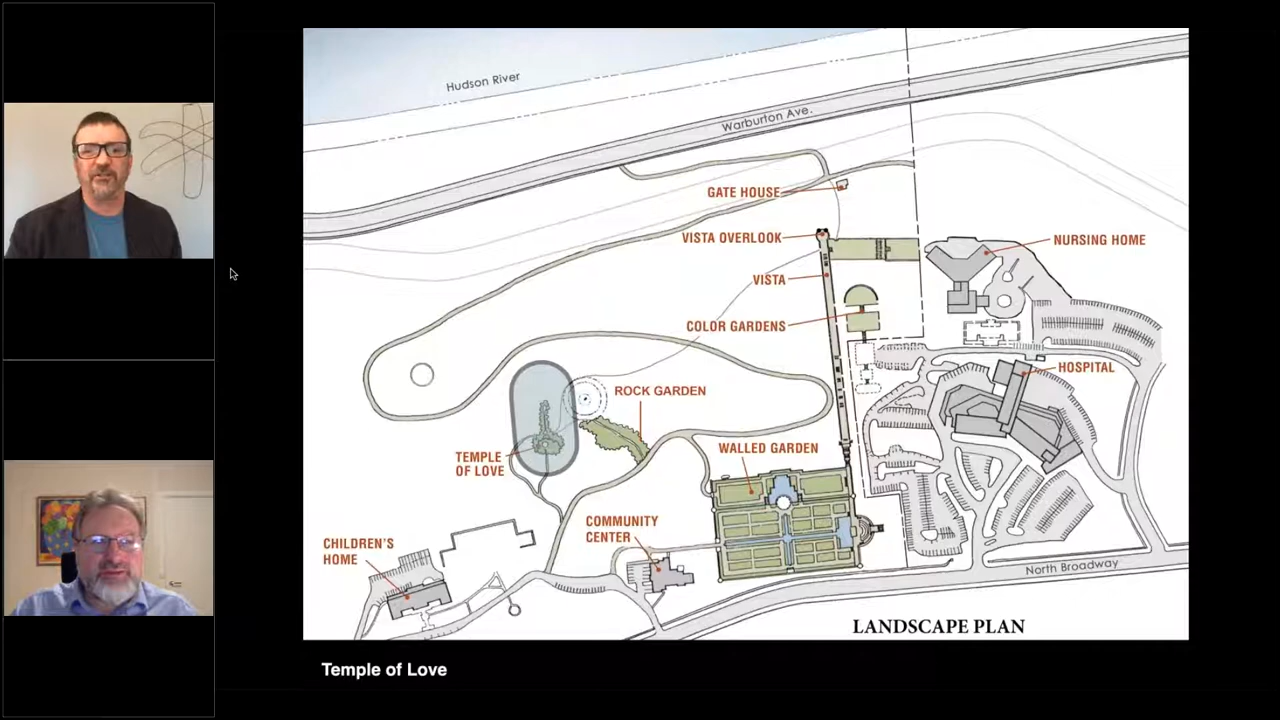 Hudson River
Warburton Ave.
GATE HOUSE
VISTA OVERLOOK
NURSING HOME
VISTA
COLOR GARDENS
HOSPITAL
ROCK GARDEN
TEMPLE
OF LOVE
WALLED GARDEN
COMMUNITY
CENTER
CHILDREN'S
HOME
North Broadway
LANDSCAPE PLAN
Temple of Love